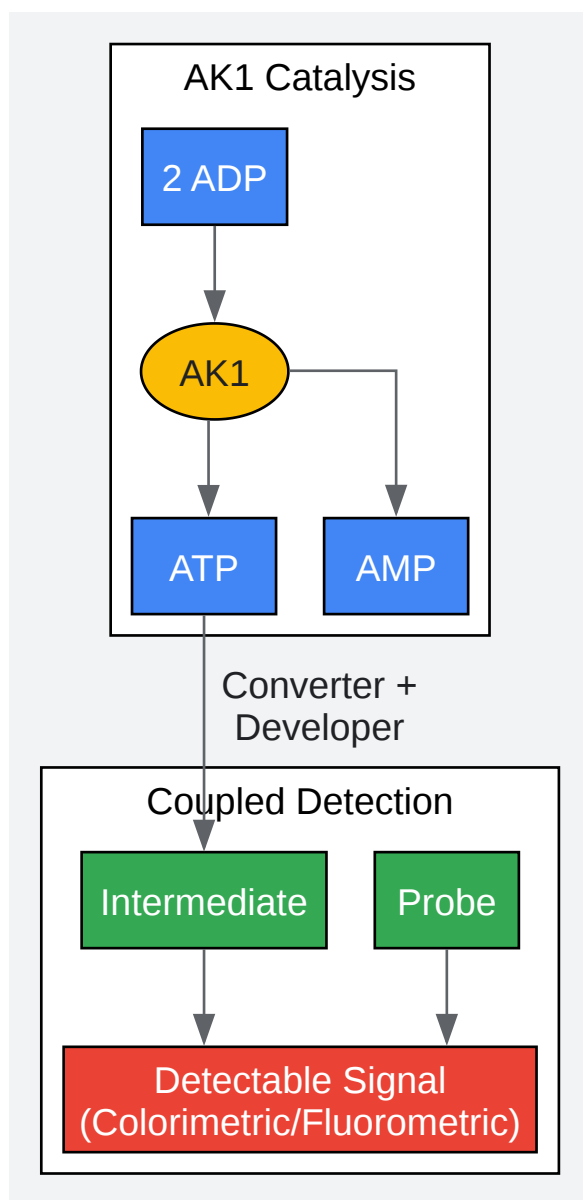 AK1 Catalysis
2 ADP
AK1
ATP
AMP
Converter +
Developer
Coupled Detection
Intermediate
Probe
Detectable Signal
(Colorimetric/Fluorometric)